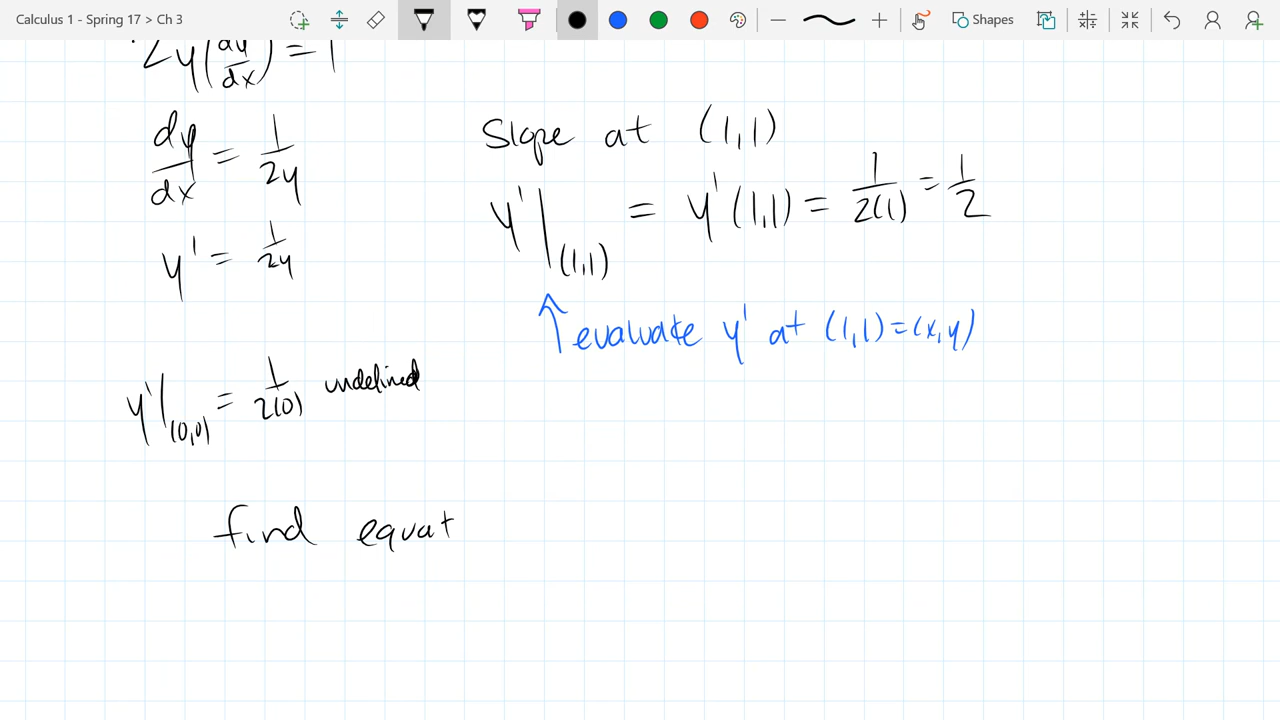 Calculus 1 - Spring 17 > Ch 3
Shapes
2y(dy/dx) = 1
dy/dx = 1/2y
y' = 1/2y
y'|(0,0) = 1/2(0) undefined
Slope at (1,1)
y'|(1,1) = y'(1,1) = 1/2(1) = 1/2
evaluate y' at (1,1)=(x,y)
find equat